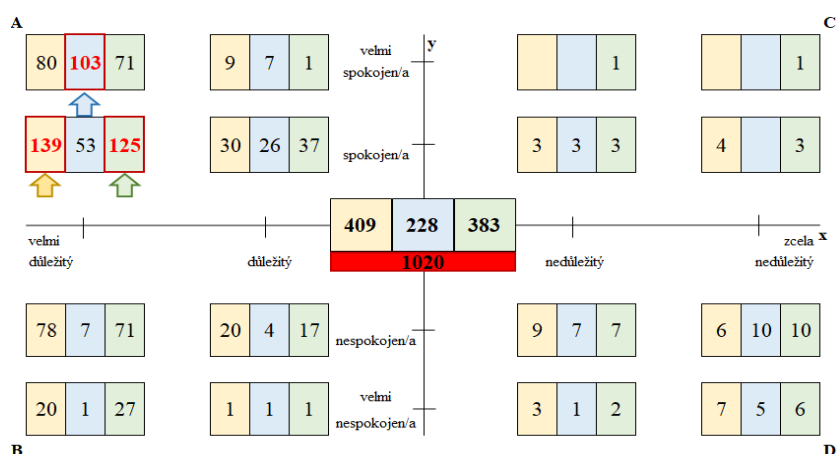 A
C
80 103 71
9 7 1
velmi
spokojen/a
y
1
1
139 53 125
30 26 37
spokojen/a
3 3 3
4 3
409 228 383
velmi
důležitý
důležitý
1020
nedůležitý
zcela
nedůležitý
x
78 7 71
20 4 17
nespokojen/a
9 7 7
6 10 10
20 1 27
1 1 1
velmi
nespokojen/a
3 1 2
7 5 6
B
D